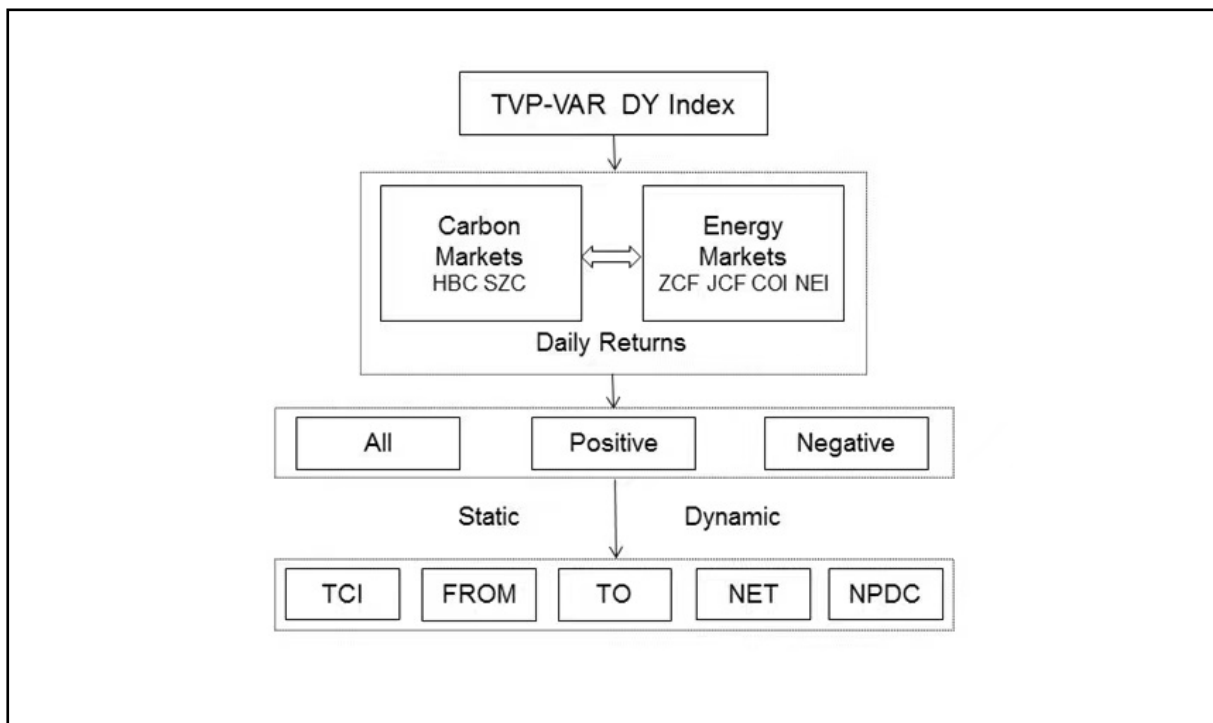 TVP-VAR DY Index
Carbon
Markets
HBC SZC
Energy
Markets
ZCF JCF COI NEI
Daily Returns
All
Positive
Negative
Static
Dynamic
TCI
FROM
TO
NET
NPDC